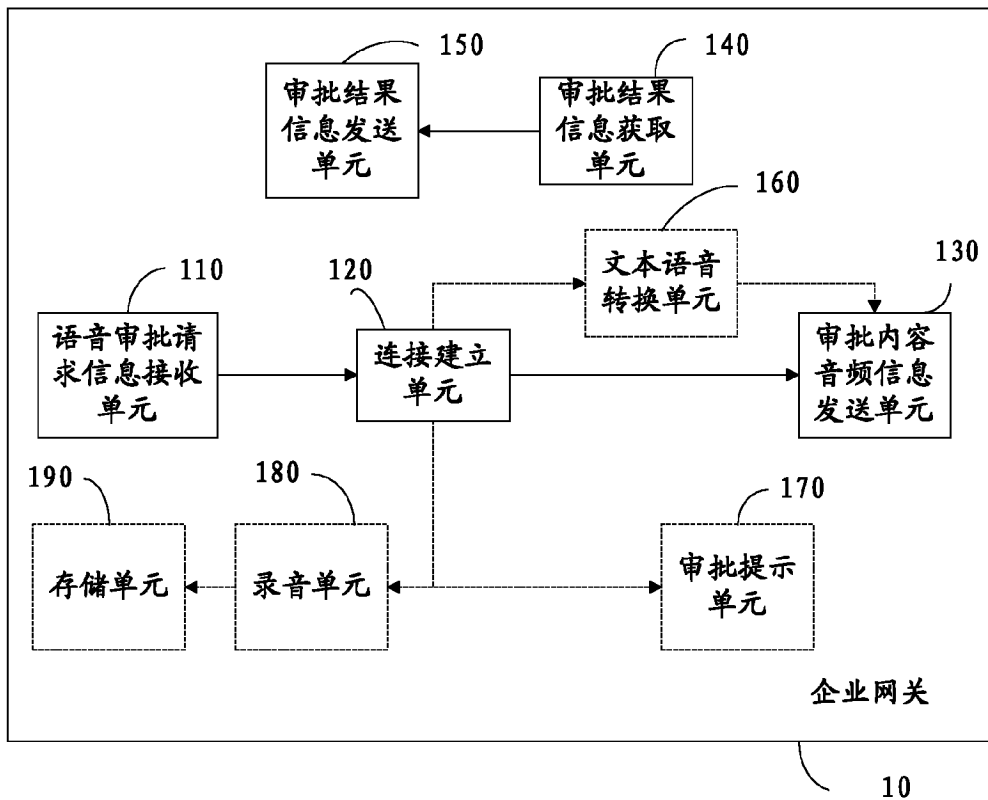 150
140
审批结果
信息发送
单元
审批结果
信息获取
单元
160
110
120
文本语音
转换单元
130
语音审批请
求信息接收
单元
连接建立
单元
审批内容
音频信息
发送单元
190
180
170
存储单元
录音单元
审批提示
单元
企业网关
10